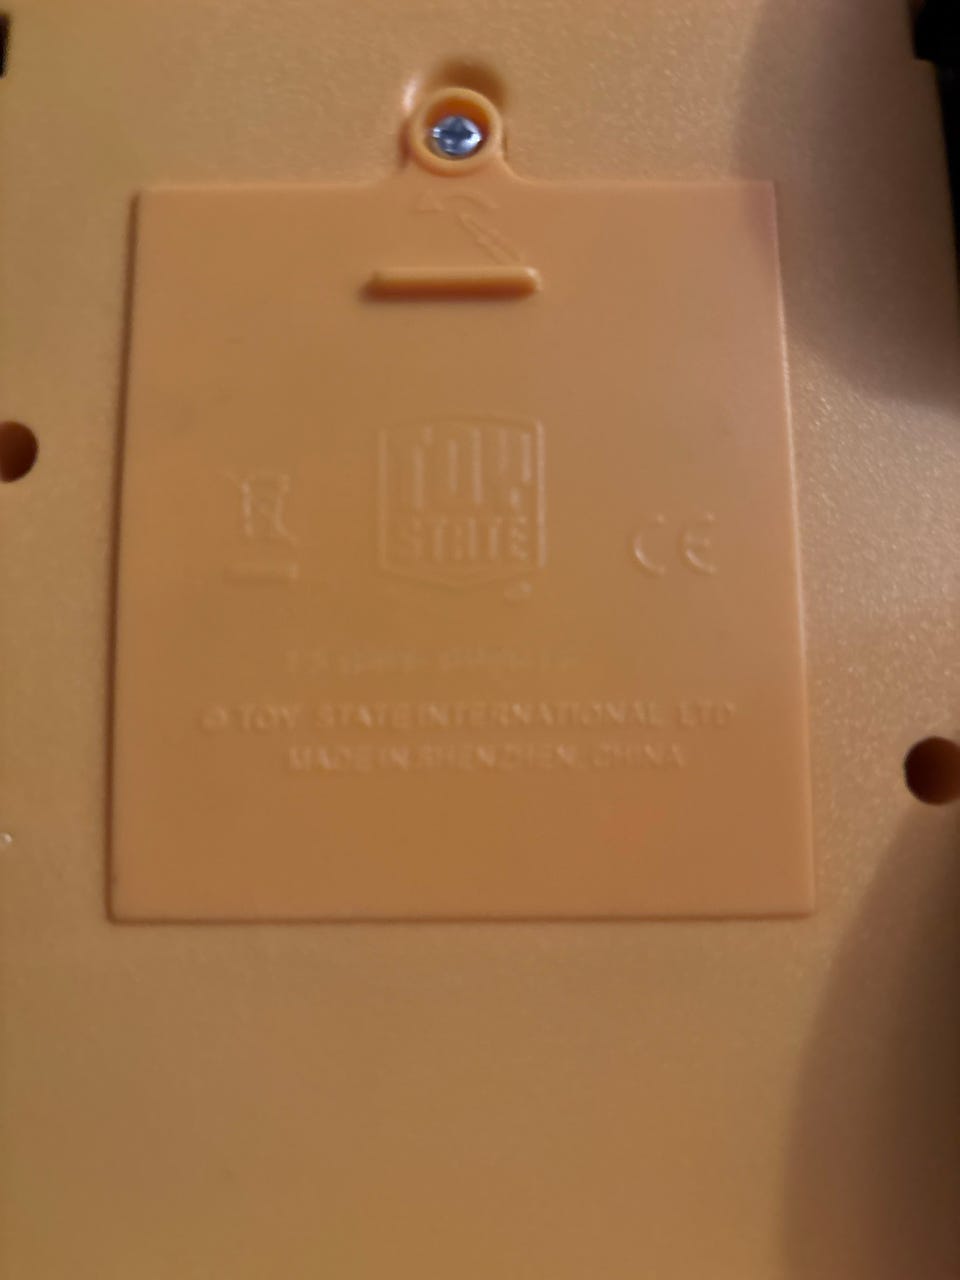 TOY
STATE
CE
© TOY STATE INTERNATIONAL LTD
MADE IN SHENZHEN, CHINA